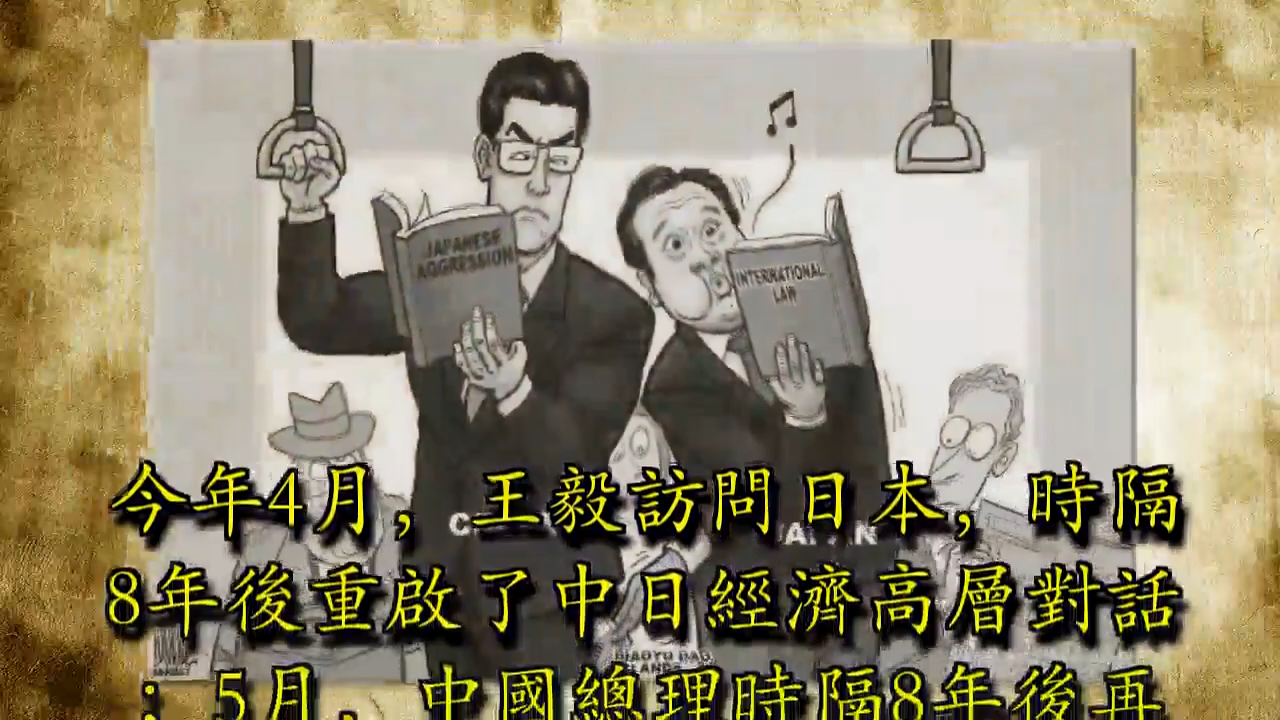 JAPANESE
AGGRESSION
INTERNATIONAL
LAW
今年4月，王毅訪問日本，時隔
8年後重啟了中日經濟高層對話
；5月，中國總理時隔8年後再